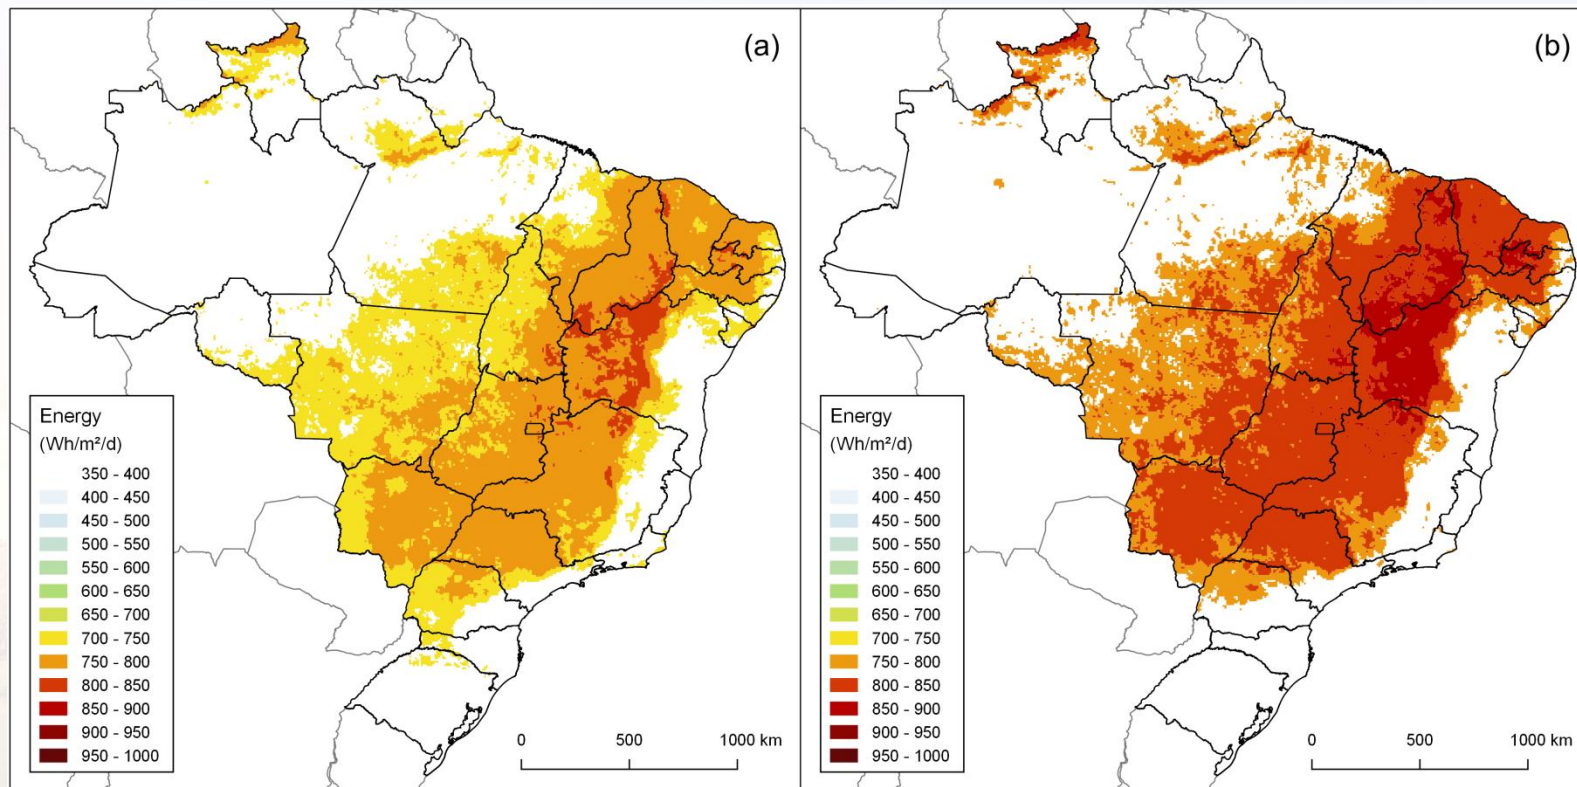 (a)
Energy
(Wh/m²/d)
350 - 400
400 - 450
450 - 500
500 - 550
550 - 600
600 - 650
650 - 700
700 - 750
750 - 800
800 - 850
850 - 900
900 - 950
950 - 1000
0 500 1000 km
(b)
Energy
(Wh/m²/d)
350 - 400
400 - 450
450 - 500
500 - 550
550 - 600
600 - 650
650 - 700
700 - 750
750 - 800
800 - 850
850 - 900
900 - 950
950 - 1000
0 500 1000 km